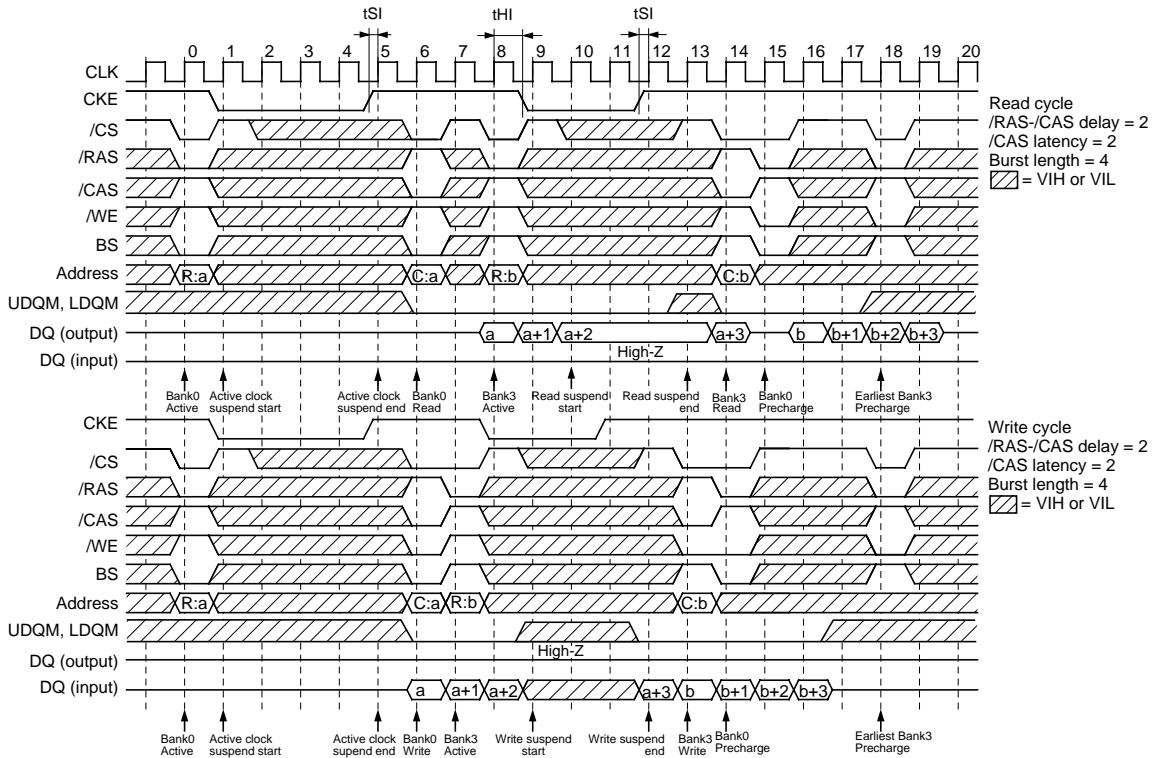 tSI tHI tSI
0 1 2 3 4 5 6 7 8 9 10 11 12 13 14 15 16 17 18 19 20
CLK
CKE
/CS
/RAS
/CAS
/WE
BS
Address R:a C:a R:b C:b
UDQM, LDQM
DQ (output) a a+1 a+2 a+3 b b+1 b+2 b+3
High-Z
DQ (input)
Bank0 Active
Active clock suspend start
Active clock suspend end
Bank0 Read
Bank3 Active
Read suspend start
Read suspend end
Bank3 Read
Bank0 Precharge
Earliest Bank3 Precharge
Read cycle
/RAS-/CAS delay = 2
/CAS latency = 2
Burst length = 4
= VIH or VIL
CKE
/CS
/RAS
/CAS
/WE
BS
Address R:a C:a R:b C:b
UDQM, LDQM
High-Z
DQ (output)
DQ (input) a a+1 a+2 a+3 b b+1 b+2 b+3
Bank0 Active
Active clock suspend start
Active clock supend end
Bank0 Write
Bank3 Active
Write suspend start
Write suspend end
Bank3 Write
Bank0 Precharge
Earliest Bank3 Precharge
Write cycle
/RAS-/CAS delay = 2
/CAS latency = 2
Burst length = 4
= VIH or VIL